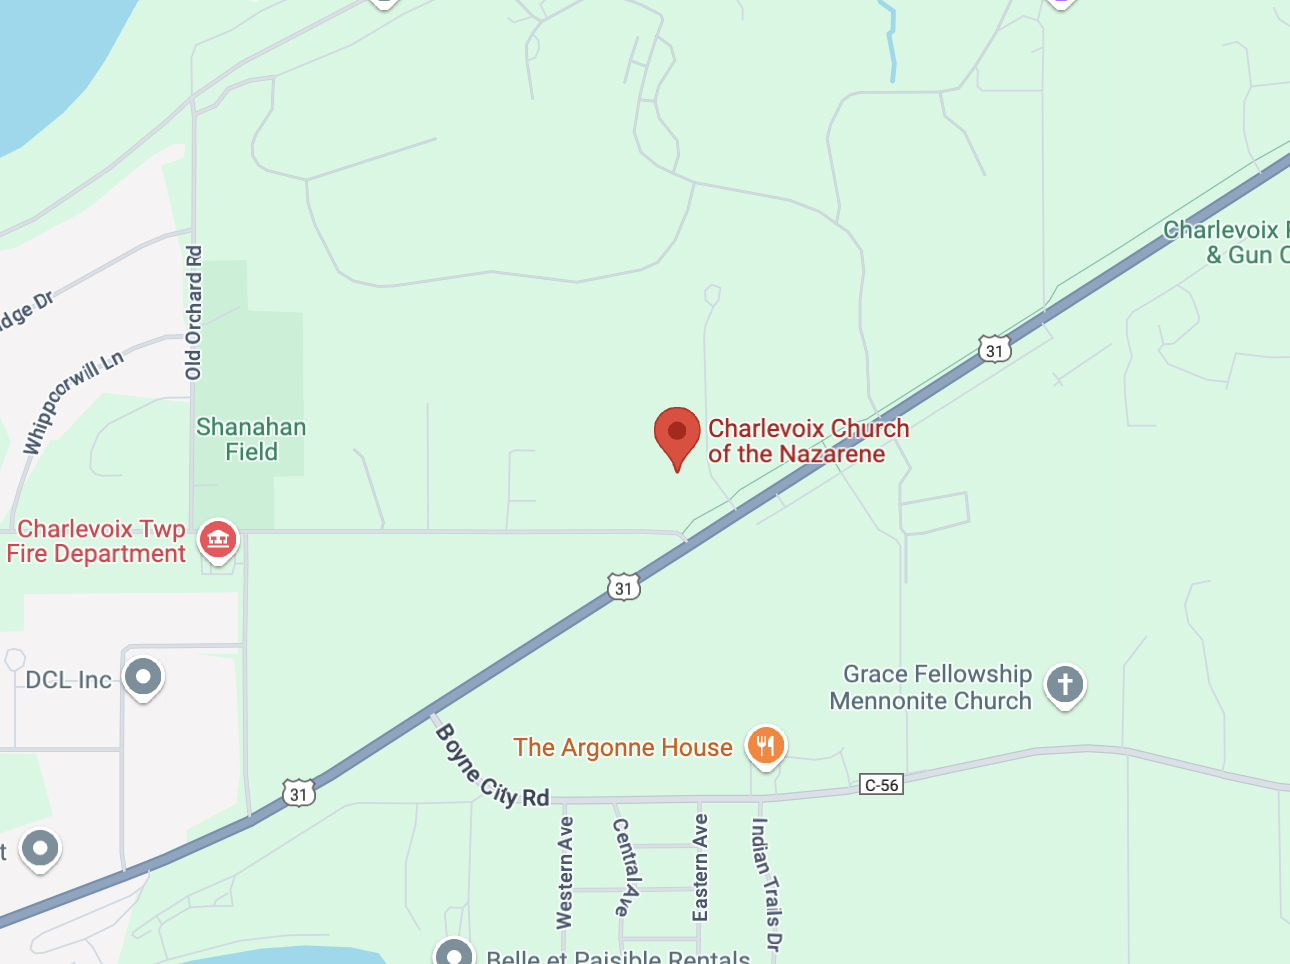 Charlevoix
& Gun
Old Orchard Rd
Whippoorwill Ln
31
Shanahan
Field
Charlevoix Church
of the Nazarene
Charlevoix Twp
Fire Department
31
DCL Inc
Grace Fellowship
Mennonite Church
Boyne City Rd
The Argonne House
31
C-56
Western Ave
Central Ave
Eastern Ave
Indian Trails Dr
Belle et Paisible Rentals